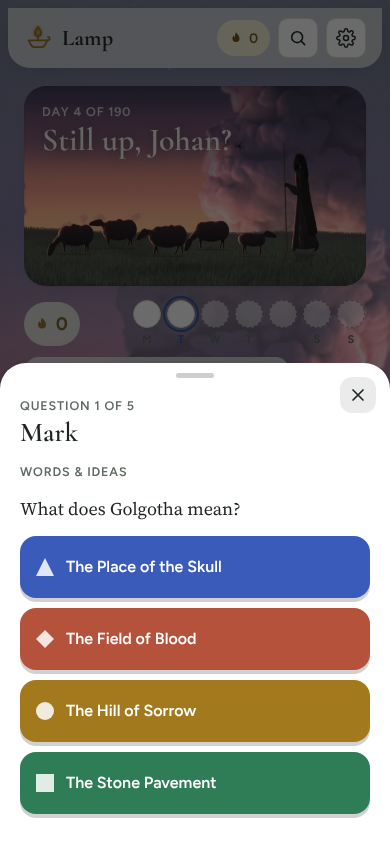 Lamp
0
DAY 4 OF 190
Still up, Johan?
0
M T W T S S
QUESTION 1 OF 5
Mark
WORDS & IDEAS
What does Golgotha mean?
The Place of the Skull
The Field of Blood
The Hill of Sorrow
The Stone Pavement